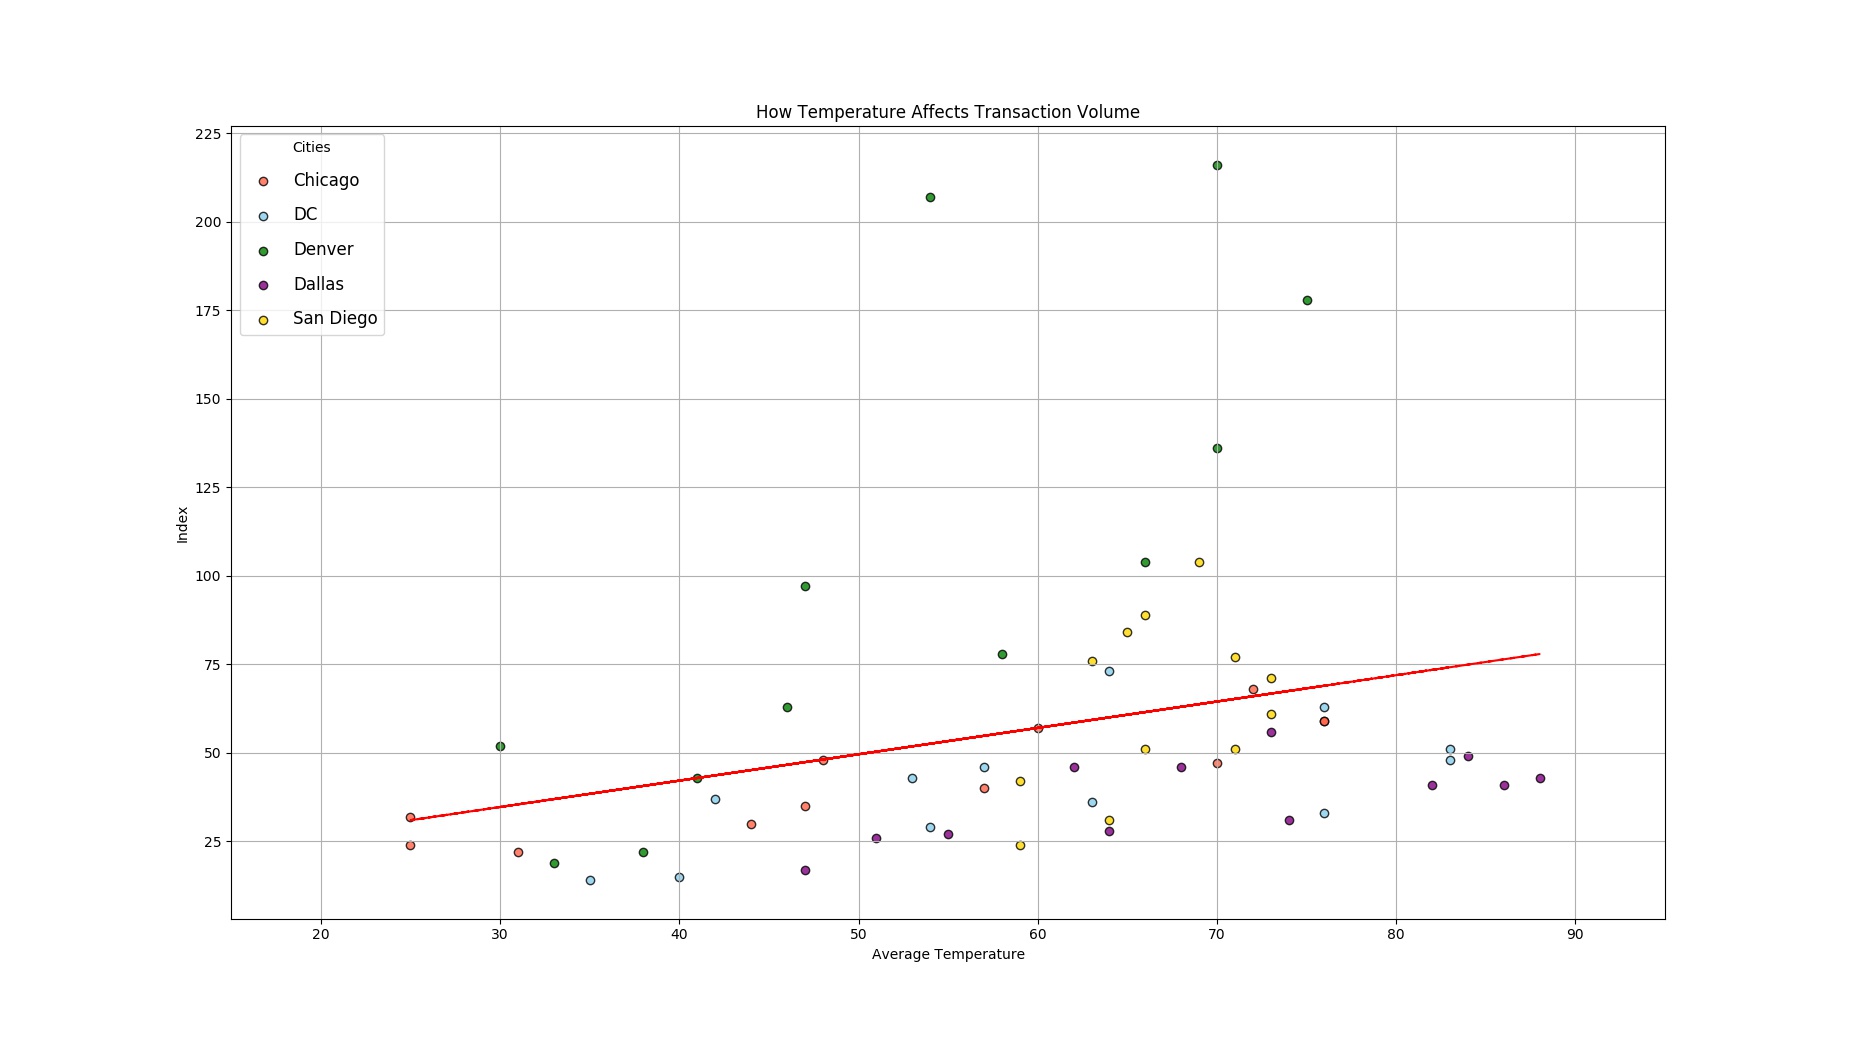 How Temperature Affects Transaction Volume
225
200
175
150
125
100
75
50
25
Index
Cities
Chicago
DC
Denver
Dallas
San Diego
20 30 40 50 60 70 80 90
Average Temperature